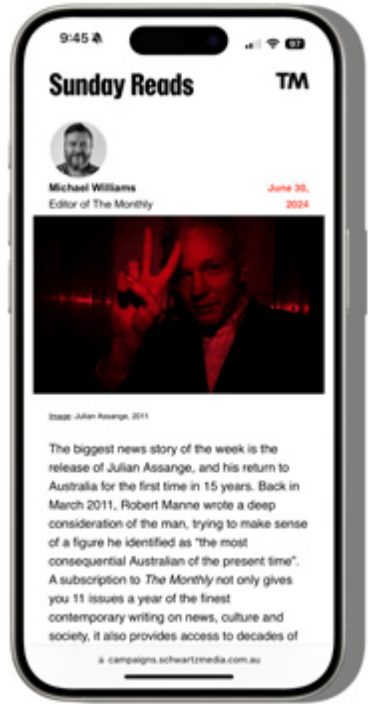 9:45
97
Sunday Reads
TM
Michael Williams
Editor of The Monthly
June 30,
2024
Image: Julian Assange, 2011
The biggest news story of the week is the
release of Julian Assange, and his return to
Australia for the first time in 15 years. Back in
March 2011, Robert Manne wrote a deep
consideration of the man, trying to make sense
of a figure he identified as “the most
consequential Australian of the present time”.
A subscription to The Monthly not only gives
you 11 issues a year of the finest
contemporary writing on news, culture and
society, it also provides access to decades of
campaigns.schwartzmedia.com.au